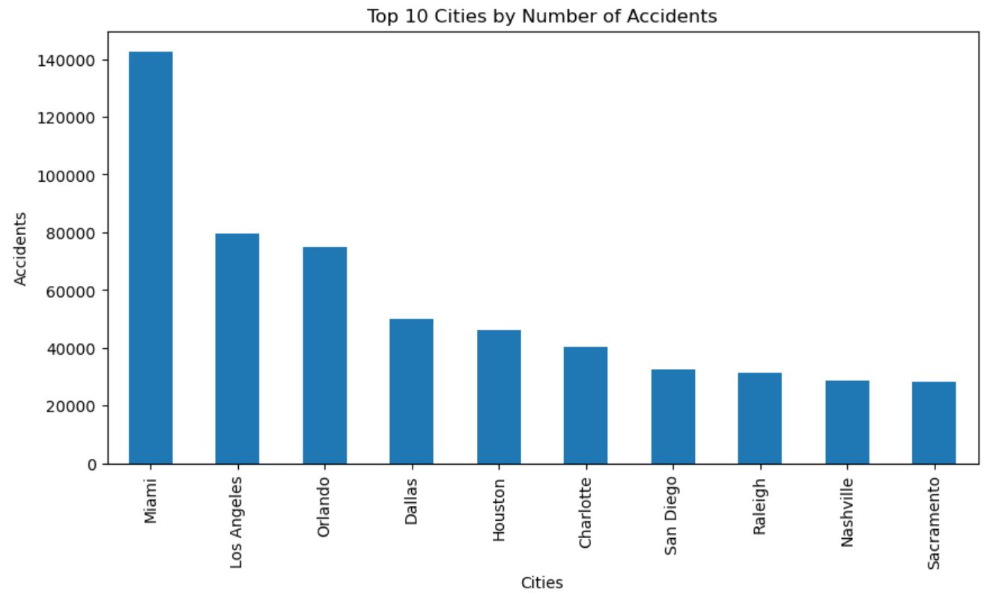 Top 10 Cities by Number of Accidents
Accidents
140000
120000
100000
80000
60000
40000
20000
0
Miami
Los Angeles
Orlando
Dallas
Houston
Charlotte
San Diego
Raleigh
Nashville
Sacramento
Cities